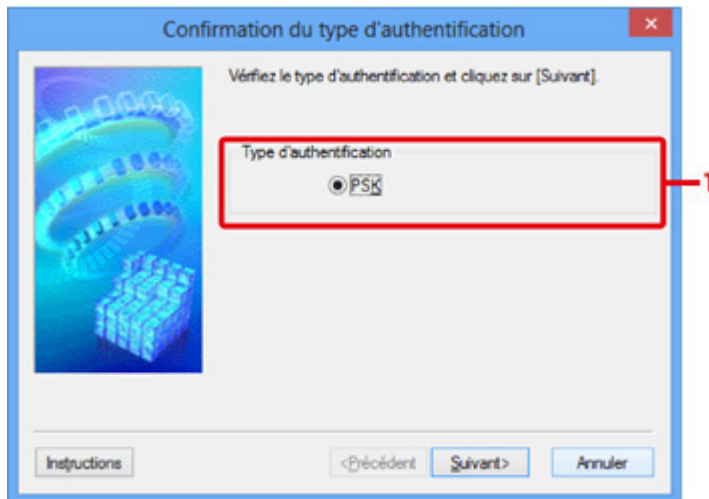 Confirmation du type d'authentification
Vérifiez le type d'authentification et cliquez sur [Suivant].
Type d'authentification
PSK
1
Instructions
<Précédent
Suivant>
Annuler